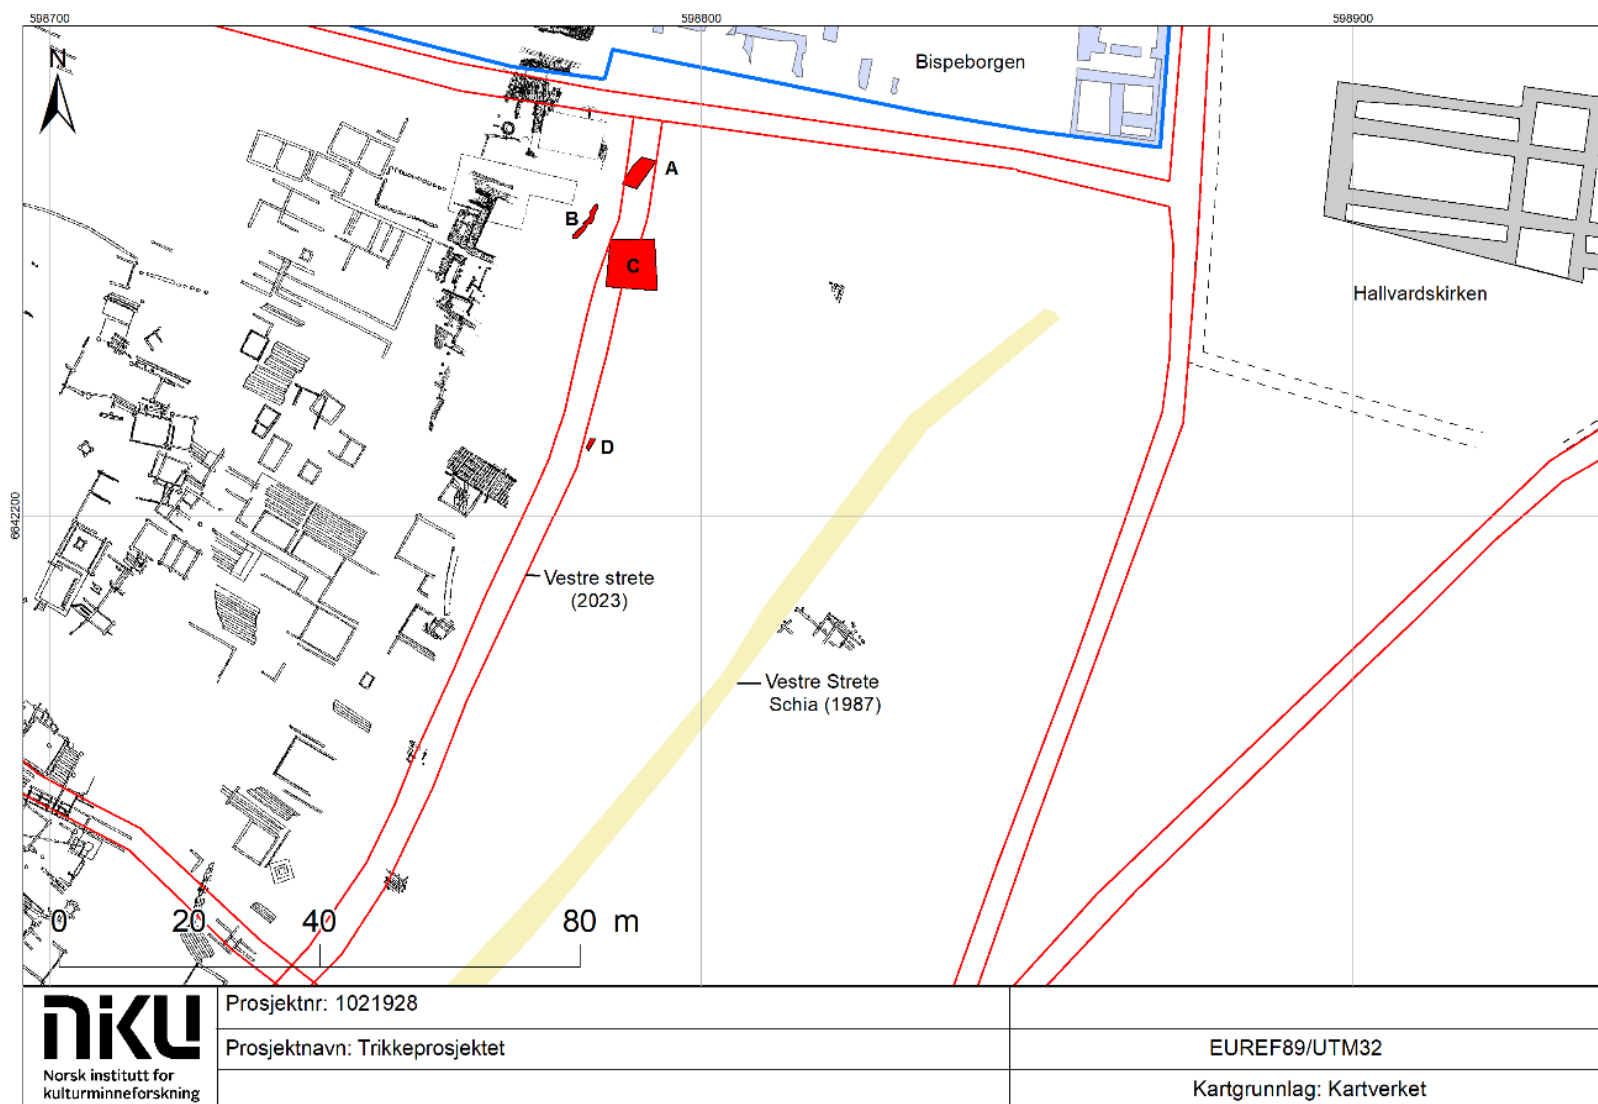 598700
598800
598900
N
Bispeborgen
A
B
C
Hallvardskirken
D
6642200
Vestre strete
(2023)
Vestre Strete
Schia (1987)
0 20 40 80 m
NIKU
Norsk institutt for
kulturminneforskning
Prosjektnr: 1021928
Prosjektnavn: Trikkeprosjektet
EUREF89/UTM32
Kartgrunnlag: Kartverket